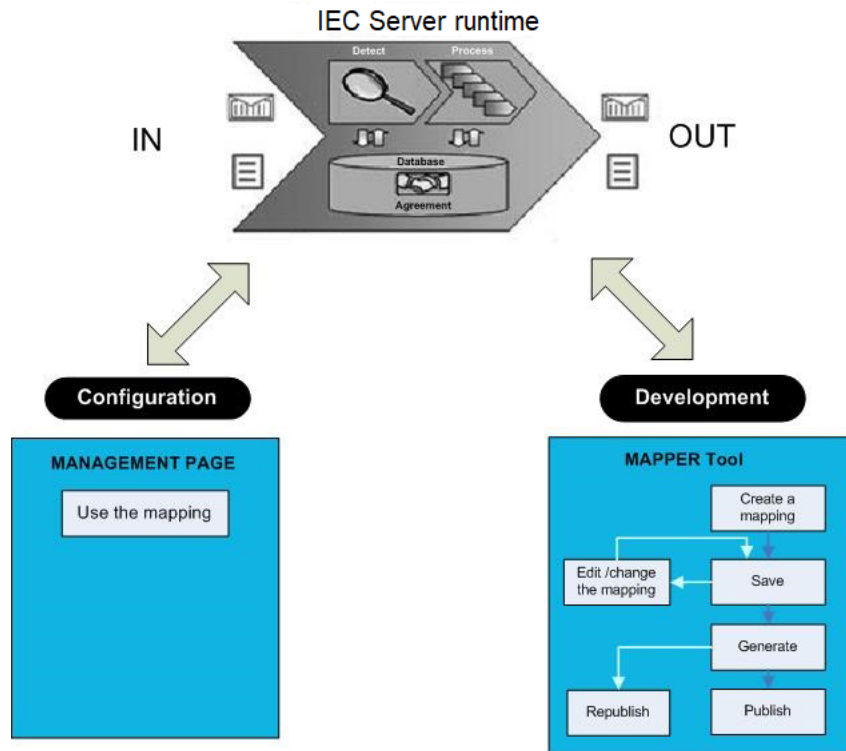 IEC Server runtime
Detect
Process
IN
OUT
Database
Agreement
Configuration
Development
MANAGEMENT PAGE
Use the mapping
MAPPER Tool
Create a
mapping
Edit /change
the mapping
Save
Generate
Republish
Publish